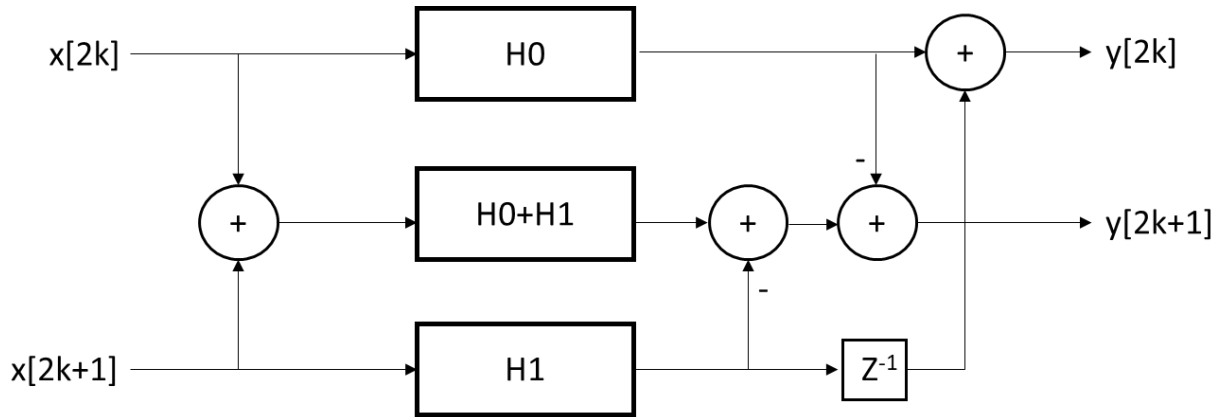 x[2k]
H0
+
y[2k]
-
+
H0+H1
+
+
y[2k+1]
-
x[2k+1]
H1
Z⁻¹